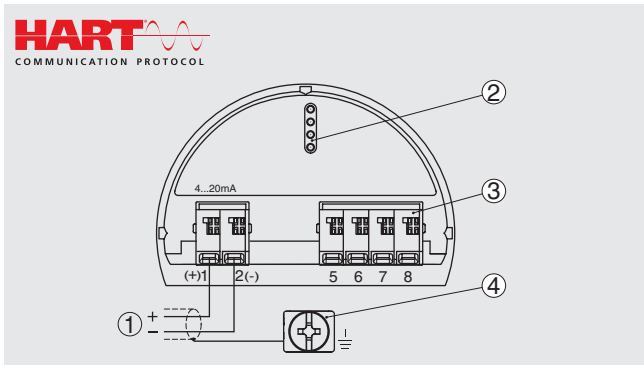 HART
COMMUNICATION PROTOCOL
2
4...20mA
3
(+)1 2(-) 5 6 7 8
4
1 +
−